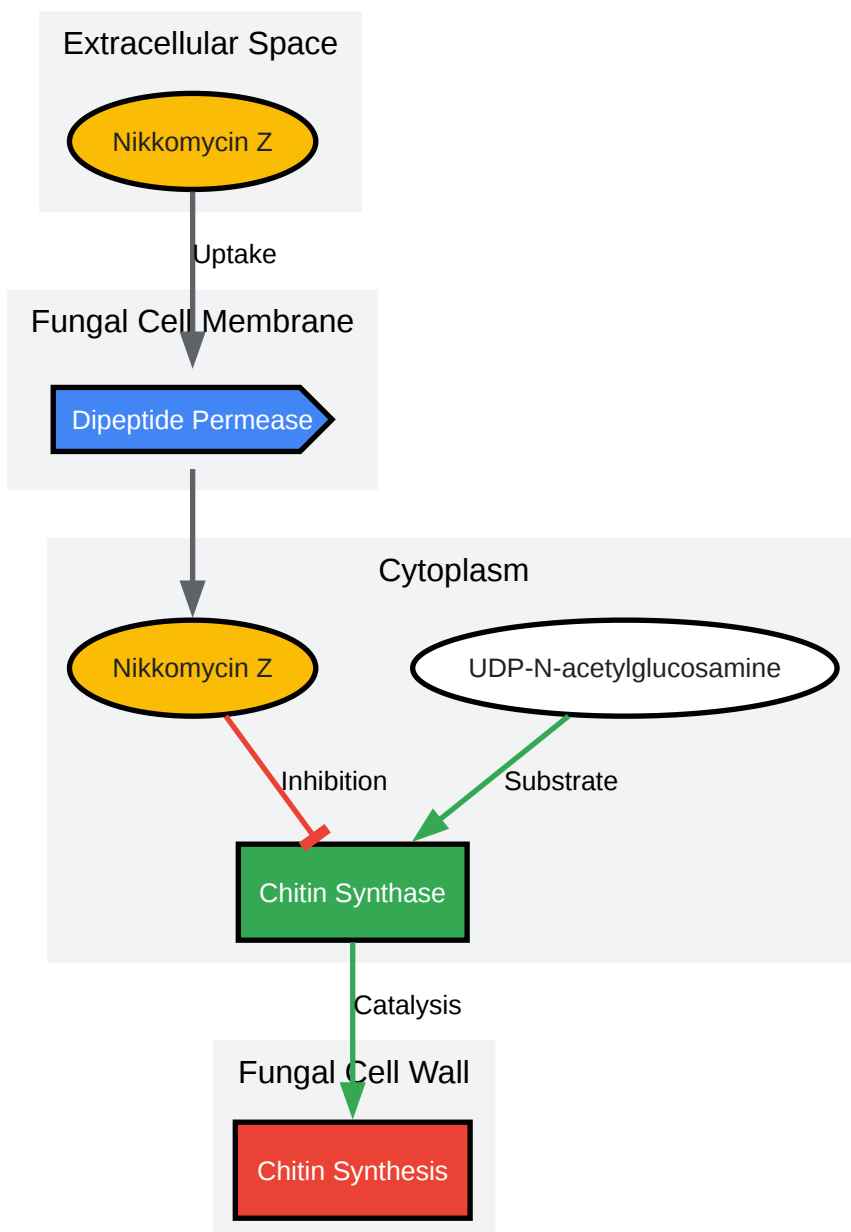 Extracellular Space
Nikkomycin Z
Uptake
Fungal Cell Membrane
Dipeptide Permease
Cytoplasm
Nikkomycin Z
UDP-N-acetylglucosamine
Inhibition
Substrate
Chitin Synthase
Catalysis
Fungal Cell Wall
Chitin Synthesis